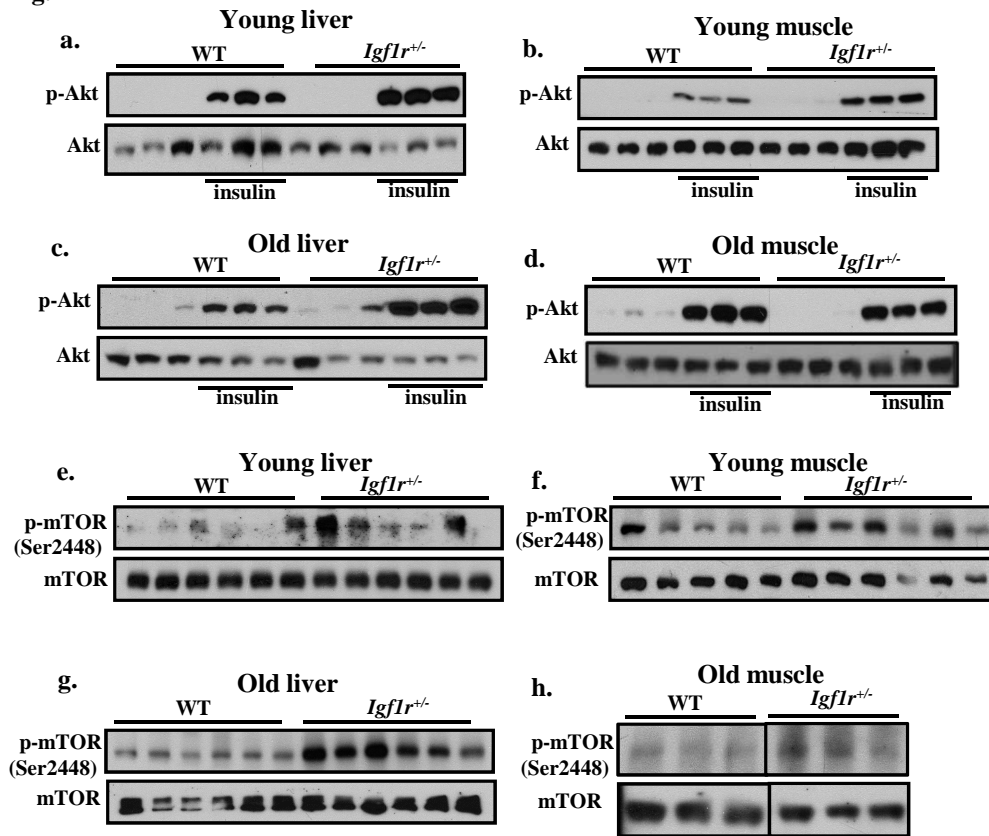 Young liver
a.
WT Igf1r+/-
p-Akt
Akt
insulin insulin
Young muscle
b.
WT Igf1r+/-
p-Akt
Akt
insulin insulin
Old liver
c.
WT Igf1r+/-
p-Akt
Akt
insulin insulin
Old muscle
d.
WT Igf1r+/-
p-Akt
Akt
insulin insulin
Young liver
e.
WT Igf1r+/-
p-mTOR
(Ser2448)
mTOR
Young muscle
f.
WT Igf1r+/-
p-mTOR
(Ser2448)
mTOR
Old liver
g.
WT Igf1r+/-
p-mTOR
(Ser2448)
mTOR
Old muscle
h.
WT Igf1r+/-
p-mTOR
(Ser2448)
mTOR